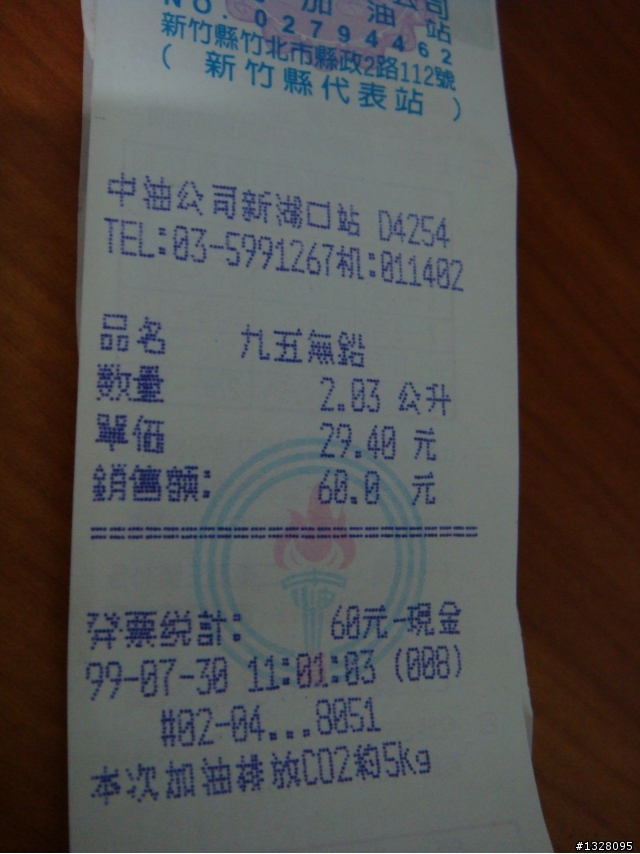 加油站
NO.02794462
新竹縣竹北市縣政2路112號
(新竹縣代表站)
中油公司新湖口站 D4254
TEL:03-5991267机:011402
品名 九五無鉛
数量 2.03 公升
單価 29.40 元
銷售額: 60.0 元
発票統計: 60元-現金
99-07-30 11:01:03 (008)
#02-04...8051
本次加油排放CO2約5Kg
#1328095